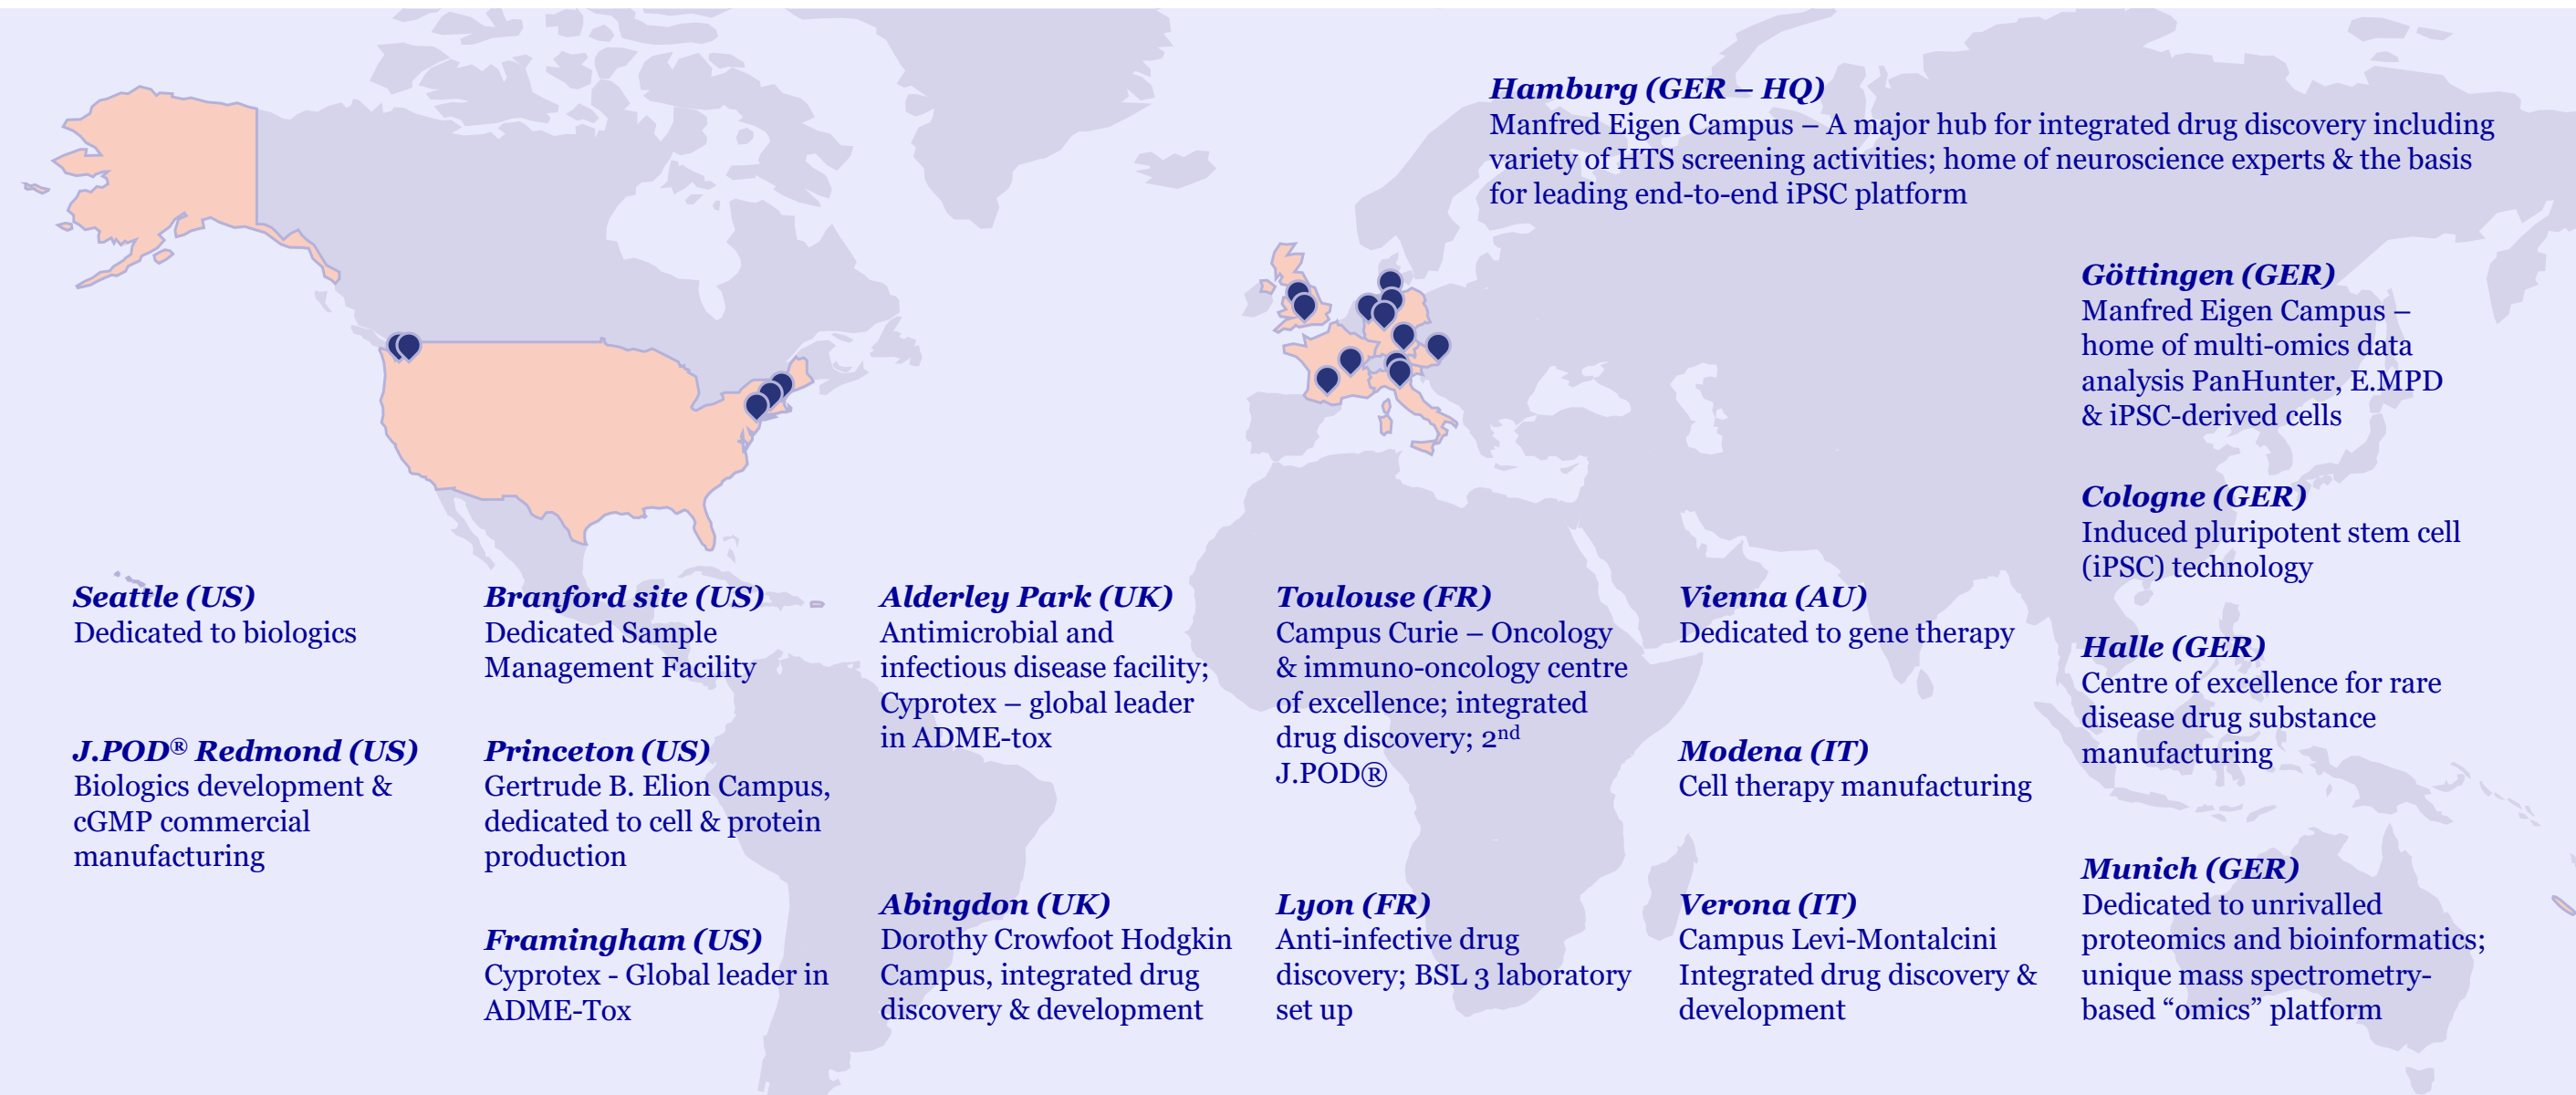 Hamburg (GER – HQ)
Manfred Eigen Campus – A major hub for integrated drug discovery including
variety of HTS screening activities; home of neuroscience experts & the basis
for leading end-to-end iPSC platform
Göttingen (GER)
Manfred Eigen Campus –
home of multi-omics data
analysis PanHunter, E.MPD
& iPSC-derived cells
Cologne (GER)
Induced pluripotent stem cell
(iPSC) technology
Halle (GER)
Centre of excellence for rare
disease drug substance
manufacturing
Munich (GER)
Dedicated to unrivalled
proteomics and bioinformatics;
unique mass spectrometry-
based “omics” platform
Seattle (US)
Dedicated to biologics
J.POD® Redmond (US)
Biologics development &
cGMP commercial
manufacturing
Branford site (US)
Dedicated Sample
Management Facility
Princeton (US)
Gertrude B. Elion Campus,
dedicated to cell & protein
production
Framingham (US)
Cyprotex - Global leader in
ADME-Tox
Alderley Park (UK)
Antimicrobial and
infectious disease facility;
Cyprotex – global leader
in ADME-tox
Abingdon (UK)
Dorothy Crowfoot Hodgkin
Campus, integrated drug
discovery & development
Toulouse (FR)
Campus Curie – Oncology
& immuno-oncology centre
of excellence; integrated
drug discovery; 2nd
J.POD®
Lyon (FR)
Anti-infective drug
discovery; BSL 3 laboratory
set up
Vienna (AU)
Dedicated to gene therapy
Modena (IT)
Cell therapy manufacturing
Verona (IT)
Campus Levi-Montalcini
Integrated drug discovery &
development